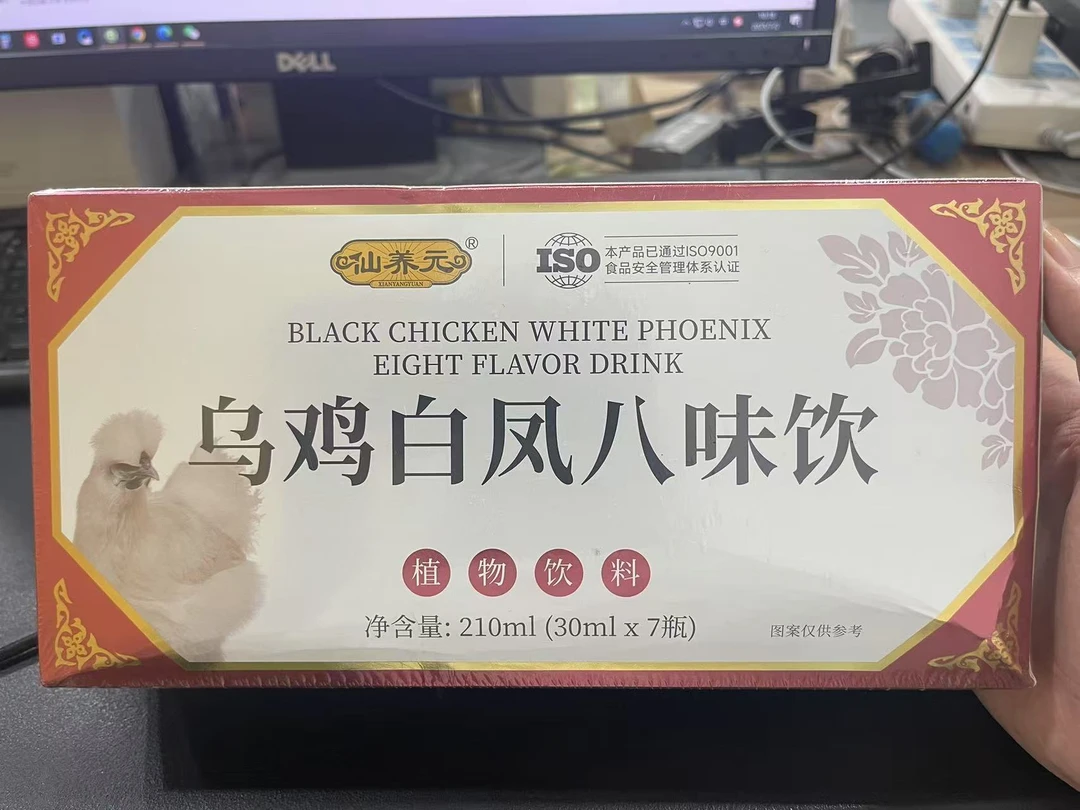 DELL
仙养元®
XIANYANGYUAN
ISO
本产品已通过ISO9001
食品安全管理体系认证
BLACK CHICKEN WHITE PHOENIX
EIGHT FLAVOR DRINK
乌鸡白凤八味饮
植物饮料
净含量: 210ml (30ml x 7瓶)
图案仅供参考